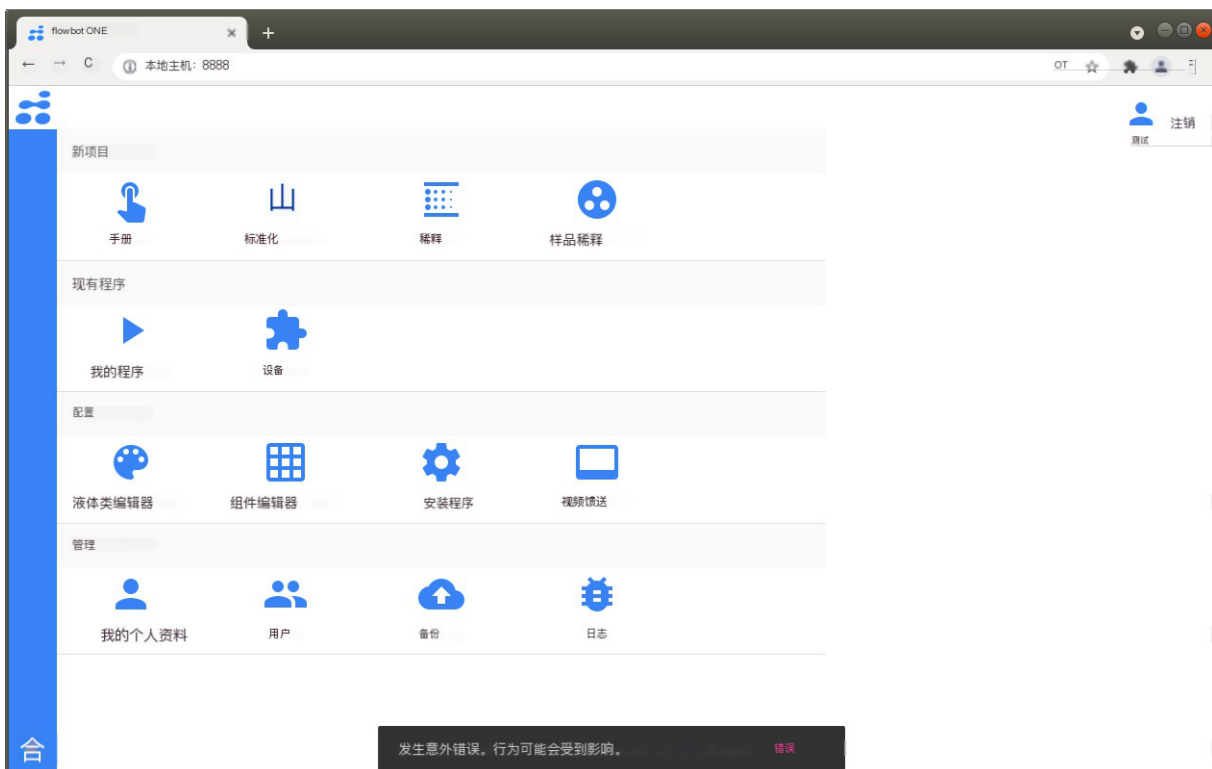 flowbot ONE
本地主机：8888
OT
注销
测试
新项目
手册
标准化
稀释
样品稀释
现有程序
我的程序
设备
配置
液体类编辑器
组件编辑器
安装程序
视频馈送
管理
我的个人资料
用户
备份
日志
合
发生意外错误。行为可能会受到影响。
错误